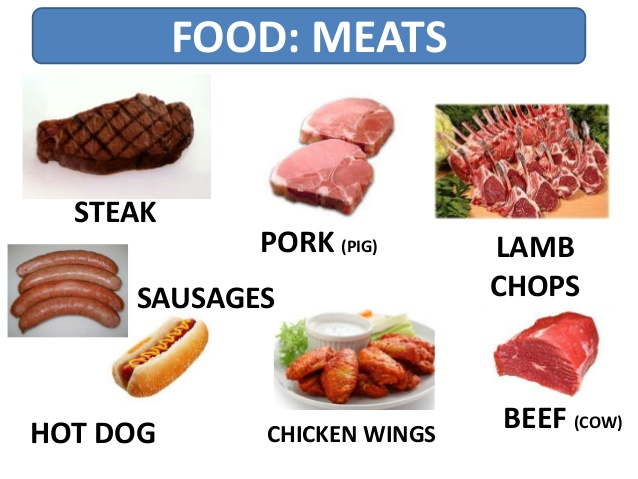 FOOD: MEATS
STEAK
PORK (PIG)
LAMB
CHOPS
SAUSAGES
HOT DOG
CHICKEN WINGS
BEEF (COW)